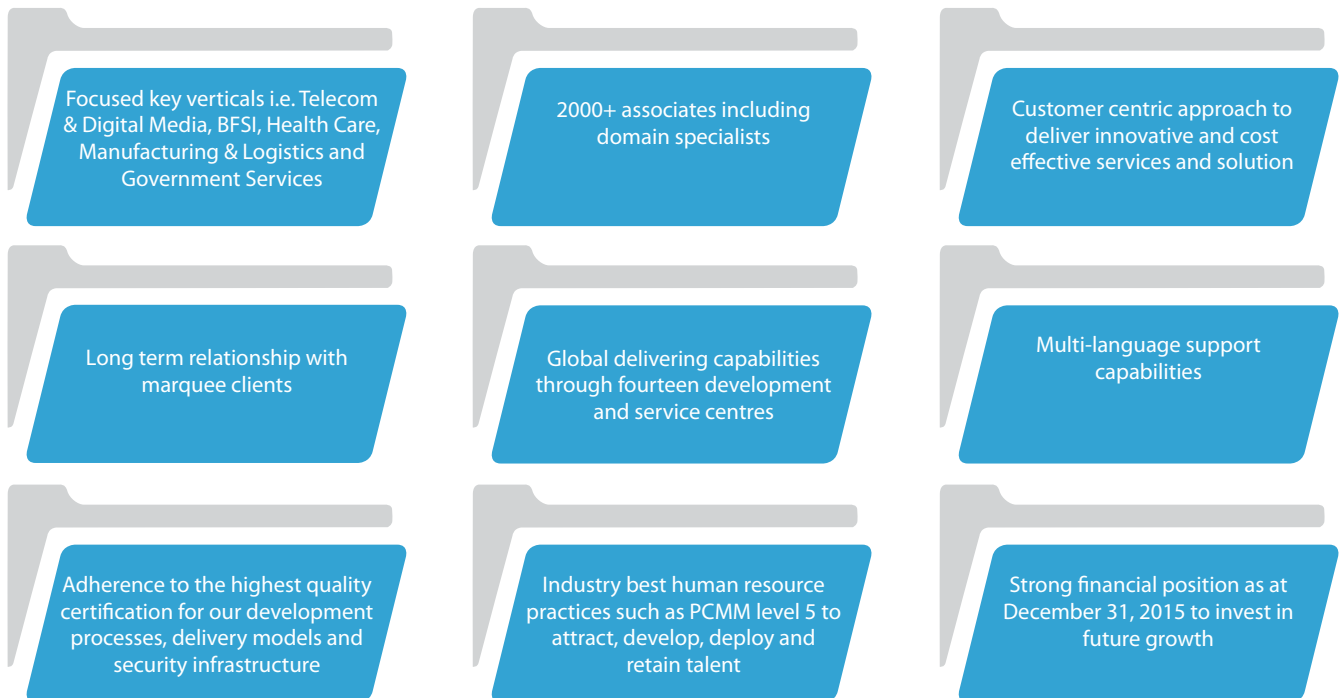 Focused key verticals i.e. Telecom
& Digital Media, BFSI, Health Care,
Manufacturing & Logistics and
Government Services
2000+ associates including
domain specialists
Customer centric approach to
deliver innovative and cost
effective services and solution
Long term relationship with
marquee clients
Global delivering capabilities
through fourteen development
and service centres
Multi-language support
capabilities
Adherence to the highest quality
certification for our development
processes, delivery models and
security infrastructure
Industry best human resource
practices such as PCMM level 5 to
attract, develop, deploy and
retain talent
Strong financial position as at
December 31, 2015 to invest in
future growth